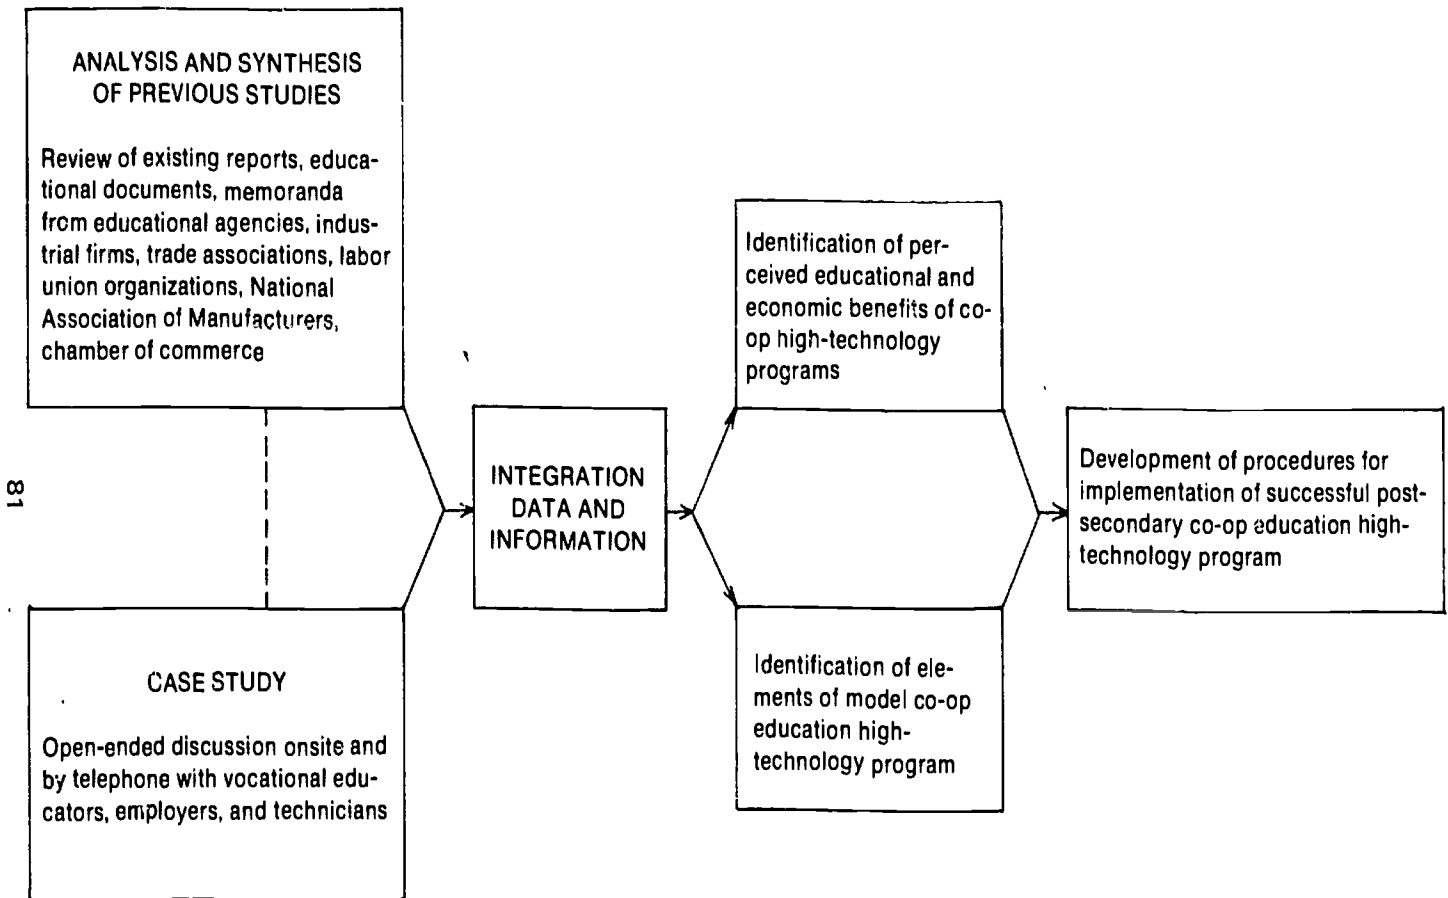 ANALYSIS AND SYNTHESIS
OF PREVIOUS STUDIES
Review of existing reports, educa-
tional documents, memoranda
from educational agencies, indus-
trial firms, trade associations, labor
union organizations, National
Association of Manufacturers,
chamber of commerce
CASE STUDY
Open-ended discussion onsite and
by telephone with vocational edu-
cators, employers, and technicians
INTEGRATION
DATA AND
INFORMATION
Identification of per-
ceived educational and
economic benefits of co-
op high-technology
programs
Identification of ele-
ments of model co-op
education high-
technology program
Development of procedures for
implementation of successful post-
secondary co-op education high-
technology program
81